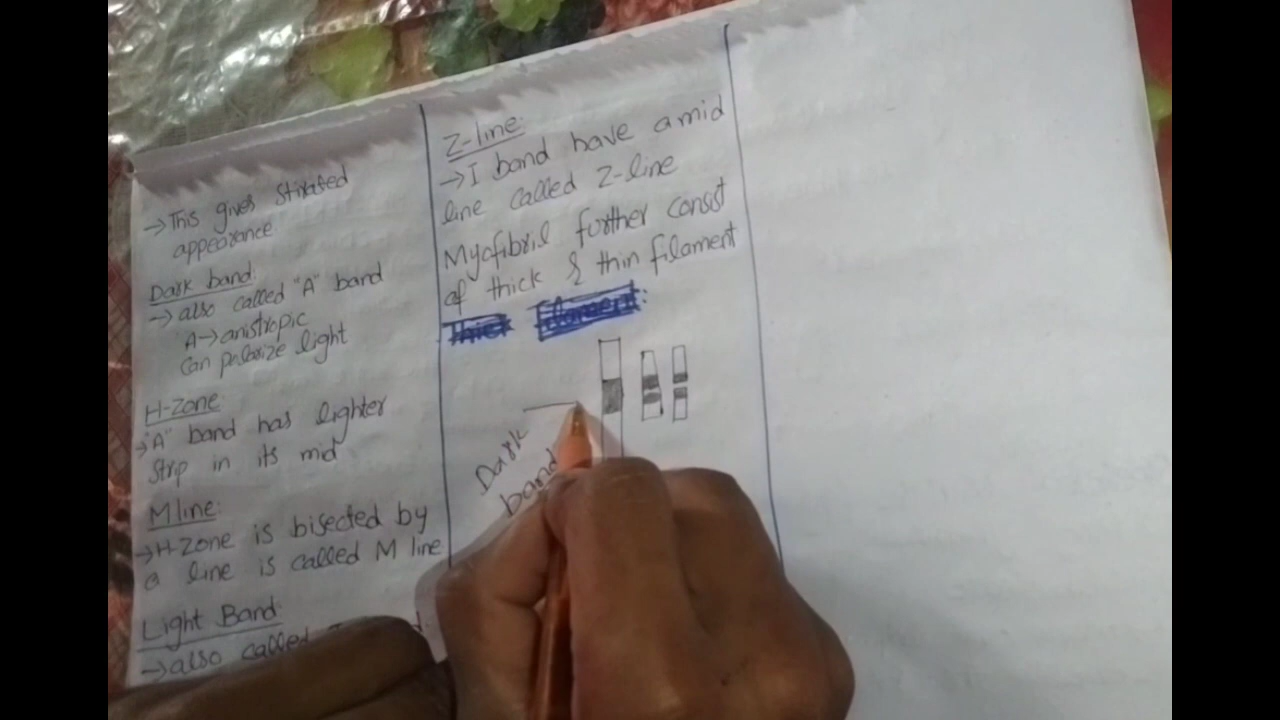 →This gives Striated
appearance
Dark band:
→ also called "A" band
A→anistropic
Can polarize light
H-Zone
→"A" band has lighter
Strip in its mid
M line:
→H-Zone is bisected by
a line is called M line
Light Band:
→also called
Z-line:
→I band have a mid
line called Z-line
Myofibril further consist
of thick & thin filament
Thick Filament:
Dark
band